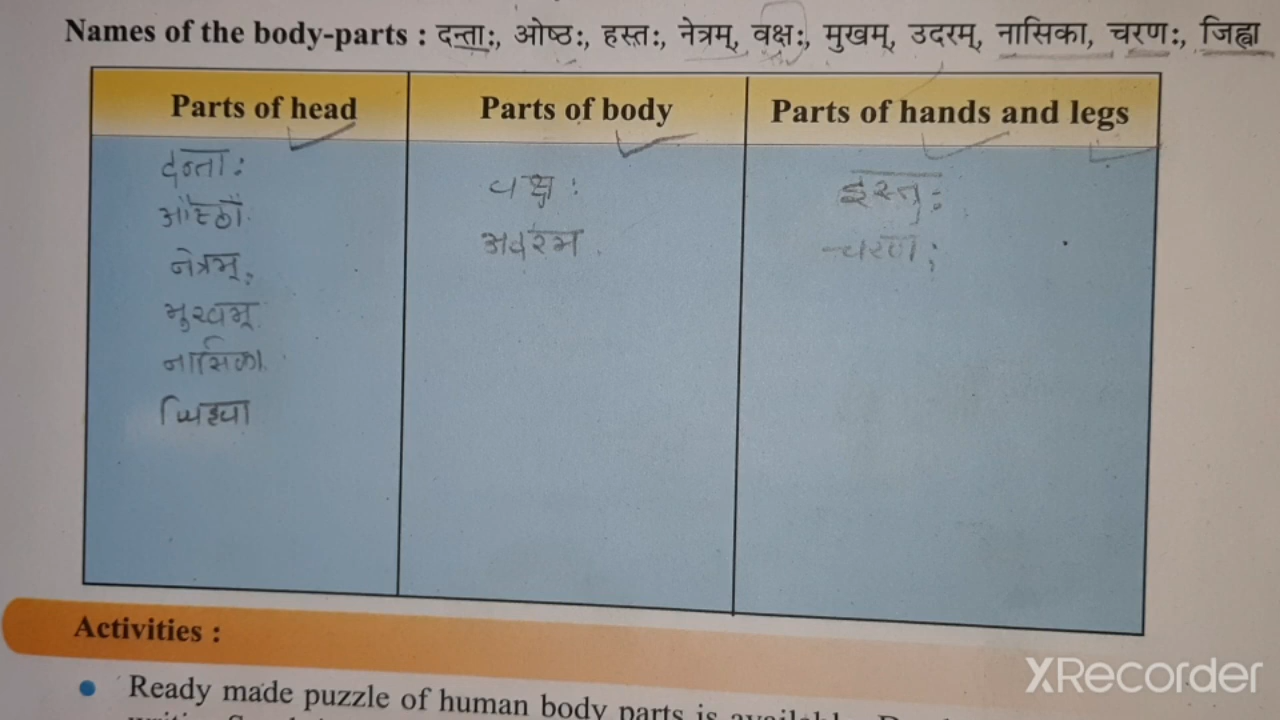 Names of the body-parts : दन्ताः, ओष्ठः, हस्तः, नेत्रम्, वक्षः, मुखम्, उदरम्, नासिका, चरणः, जिह्वा
Parts of head Parts of body Parts of hands and legs
दन्ताः
वक्षः
हस्तः
ओष्ठौ
चरणः
नेत्रम्
मुखम्
नासिका
Activities :
Ready made puzzle of human body parts is
XRecorder